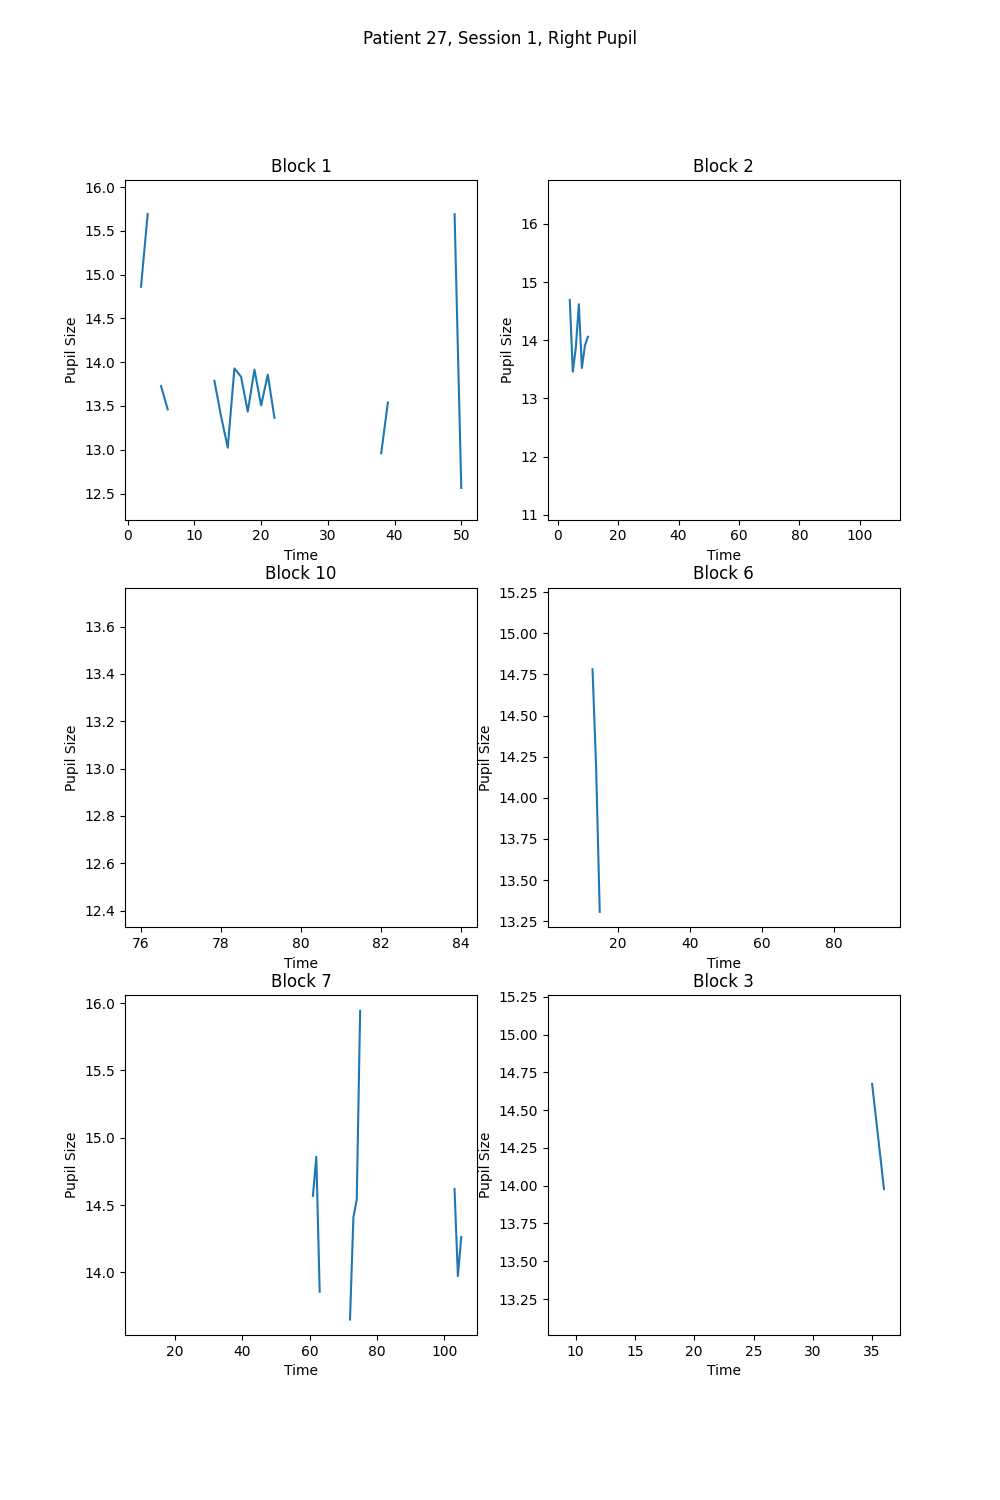 Patient 27, Session 1, Right Pupil
Block 1
16.0
15.5
15.0
14.5
14.0
13.5
13.0
12.5
Pupil Size
0 10 20 30 40 50
Time
Block 2
16
15
14
13
12
11
Pupil Size
0 20 40 60 80 100
Time
Block 10
13.6
13.4
13.2
13.0
12.8
12.6
12.4
Pupil Size
76 78 80 82 84
Time
Block 6
15.25
15.00
14.75
14.50
14.25
14.00
13.75
13.50
13.25
Pupil Size
20 40 60 80
Time
Block 7
16.0
15.5
15.0
14.5
14.0
Pupil Size
20 40 60 80 100
Time
Block 3
15.25
15.00
14.75
14.50
14.25
14.00
13.75
13.50
13.25
Pupil Size
10 15 20 25 30 35
Time